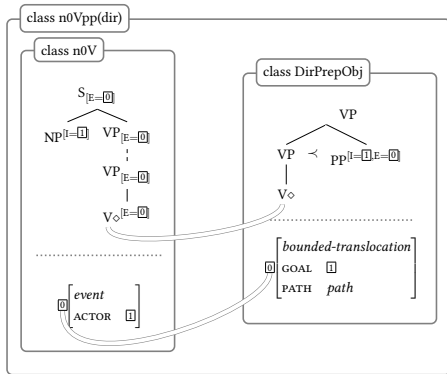 class n0Vpp(dir)
class n0V
S[E=0]
NP[I=1] VP[E=0]
VP[E=0]
V◇[E=0]
0 [event
ACTOR 1]
class DirPrepObj
VP
VP ≺ PP[I=1,E=0]
V◇
0 [bounded-translocation
GOAL 1
PATH path]